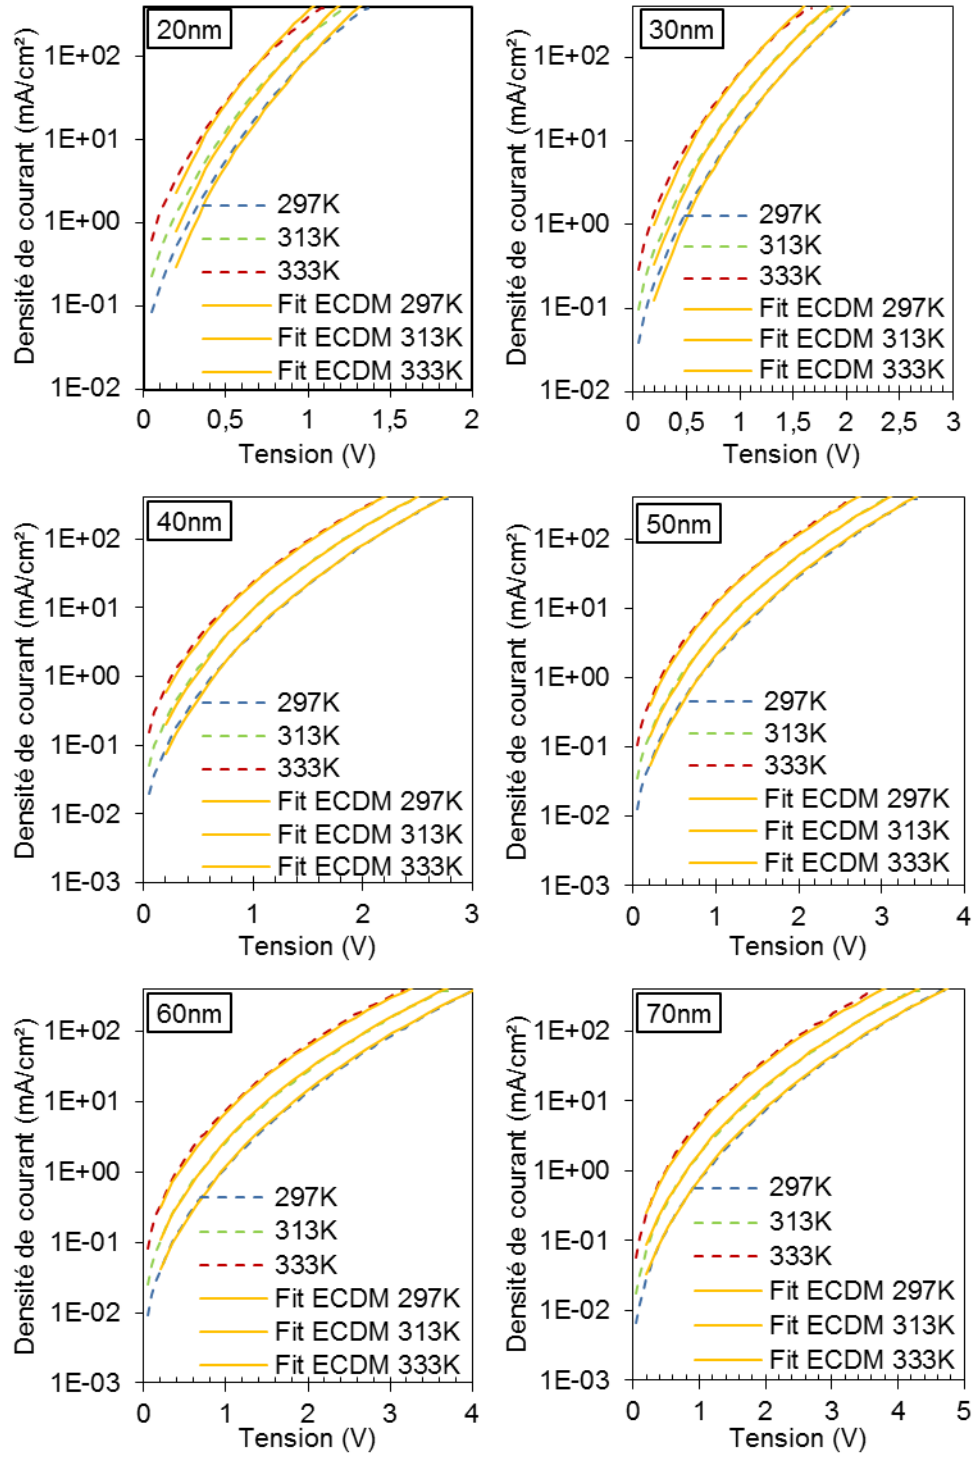 20nm
Densité de courant (mA/cm²)
1E+02
1E+01
1E+00
1E-01
1E-02
297K
313K
333K
Fit ECDM 297K
Fit ECDM 313K
Fit ECDM 333K
0 0,5 1 1,5 2
Tension (V)
30nm
Densité de courant (mA/cm²)
1E+02
1E+01
1E+00
1E-01
1E-02
297K
313K
333K
Fit ECDM 297K
Fit ECDM 313K
Fit ECDM 333K
0 0,5 1 1,5 2 2,5 3
Tension (V)
40nm
Densité de courant (mA/cm²)
1E+02
1E+01
1E+00
1E-01
1E-02
1E-03
297K
313K
333K
Fit ECDM 297K
Fit ECDM 313K
Fit ECDM 333K
0 1 2 3
Tension (V)
50nm
Densité de courant (mA/cm²)
1E+02
1E+01
1E+00
1E-01
1E-02
1E-03
297K
313K
333K
Fit ECDM 297K
Fit ECDM 313K
Fit ECDM 333K
0 1 2 3 4
Tension (V)
60nm
Densité de courant (mA/cm²)
1E+02
1E+01
1E+00
1E-01
1E-02
1E-03
297K
313K
333K
Fit ECDM 297K
Fit ECDM 313K
Fit ECDM 333K
0 1 2 3 4
Tension (V)
70nm
Densité de courant (mA/cm²)
1E+02
1E+01
1E+00
1E-01
1E-02
1E-03
297K
313K
333K
Fit ECDM 297K
Fit ECDM 313K
Fit ECDM 333K
0 1 2 3 4 5
Tension (V)